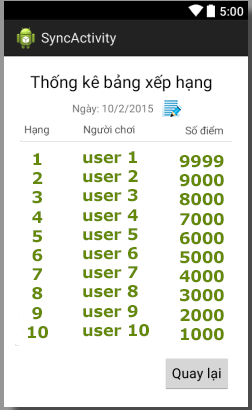 5:00
SyncActivity
Thống kê bảng xếp hạng
Ngày: 10/2/2015
Hạng Người chơi Số điểm
1 user 1 9999
2 user 2 9000
3 user 3 8000
4 user 4 7000
5 user 5 6000
6 user 6 5000
7 user 7 4000
8 user 8 3000
9 user 9 2000
10 user 10 1000
Quay lại